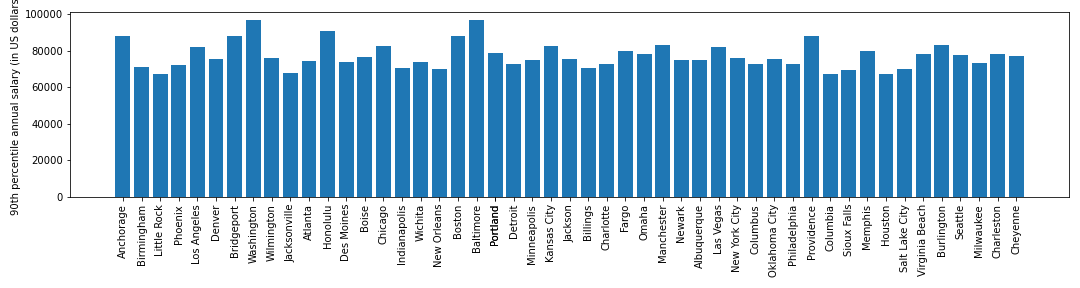 90th percentile annual salary (in US dollars
100000
80000
60000
40000
20000
0
Anchorage
Birmingham
Little Rock
Phoenix
Los Angeles
Denver
Bridgeport
Washington
Wilmington
Jacksonville
Atlanta
Honolulu
Des Moines
Boise
Chicago
Indianapolis
Wichita
New Orleans
Boston
Baltimore
Portland
Detroit
Minneapolis
Kansas City
Jackson
Billings
Charlotte
Fargo
Omaha
Manchester
Newark
Albuquerque
Las Vegas
New York City
Columbus
Oklahoma City
Philadelphia
Providence
Columbia
Sioux Falls
Memphis
Houston
Salt Lake City
Virginia Beach
Burlington
Seattle
Milwaukee
Charleston
Cheyenne